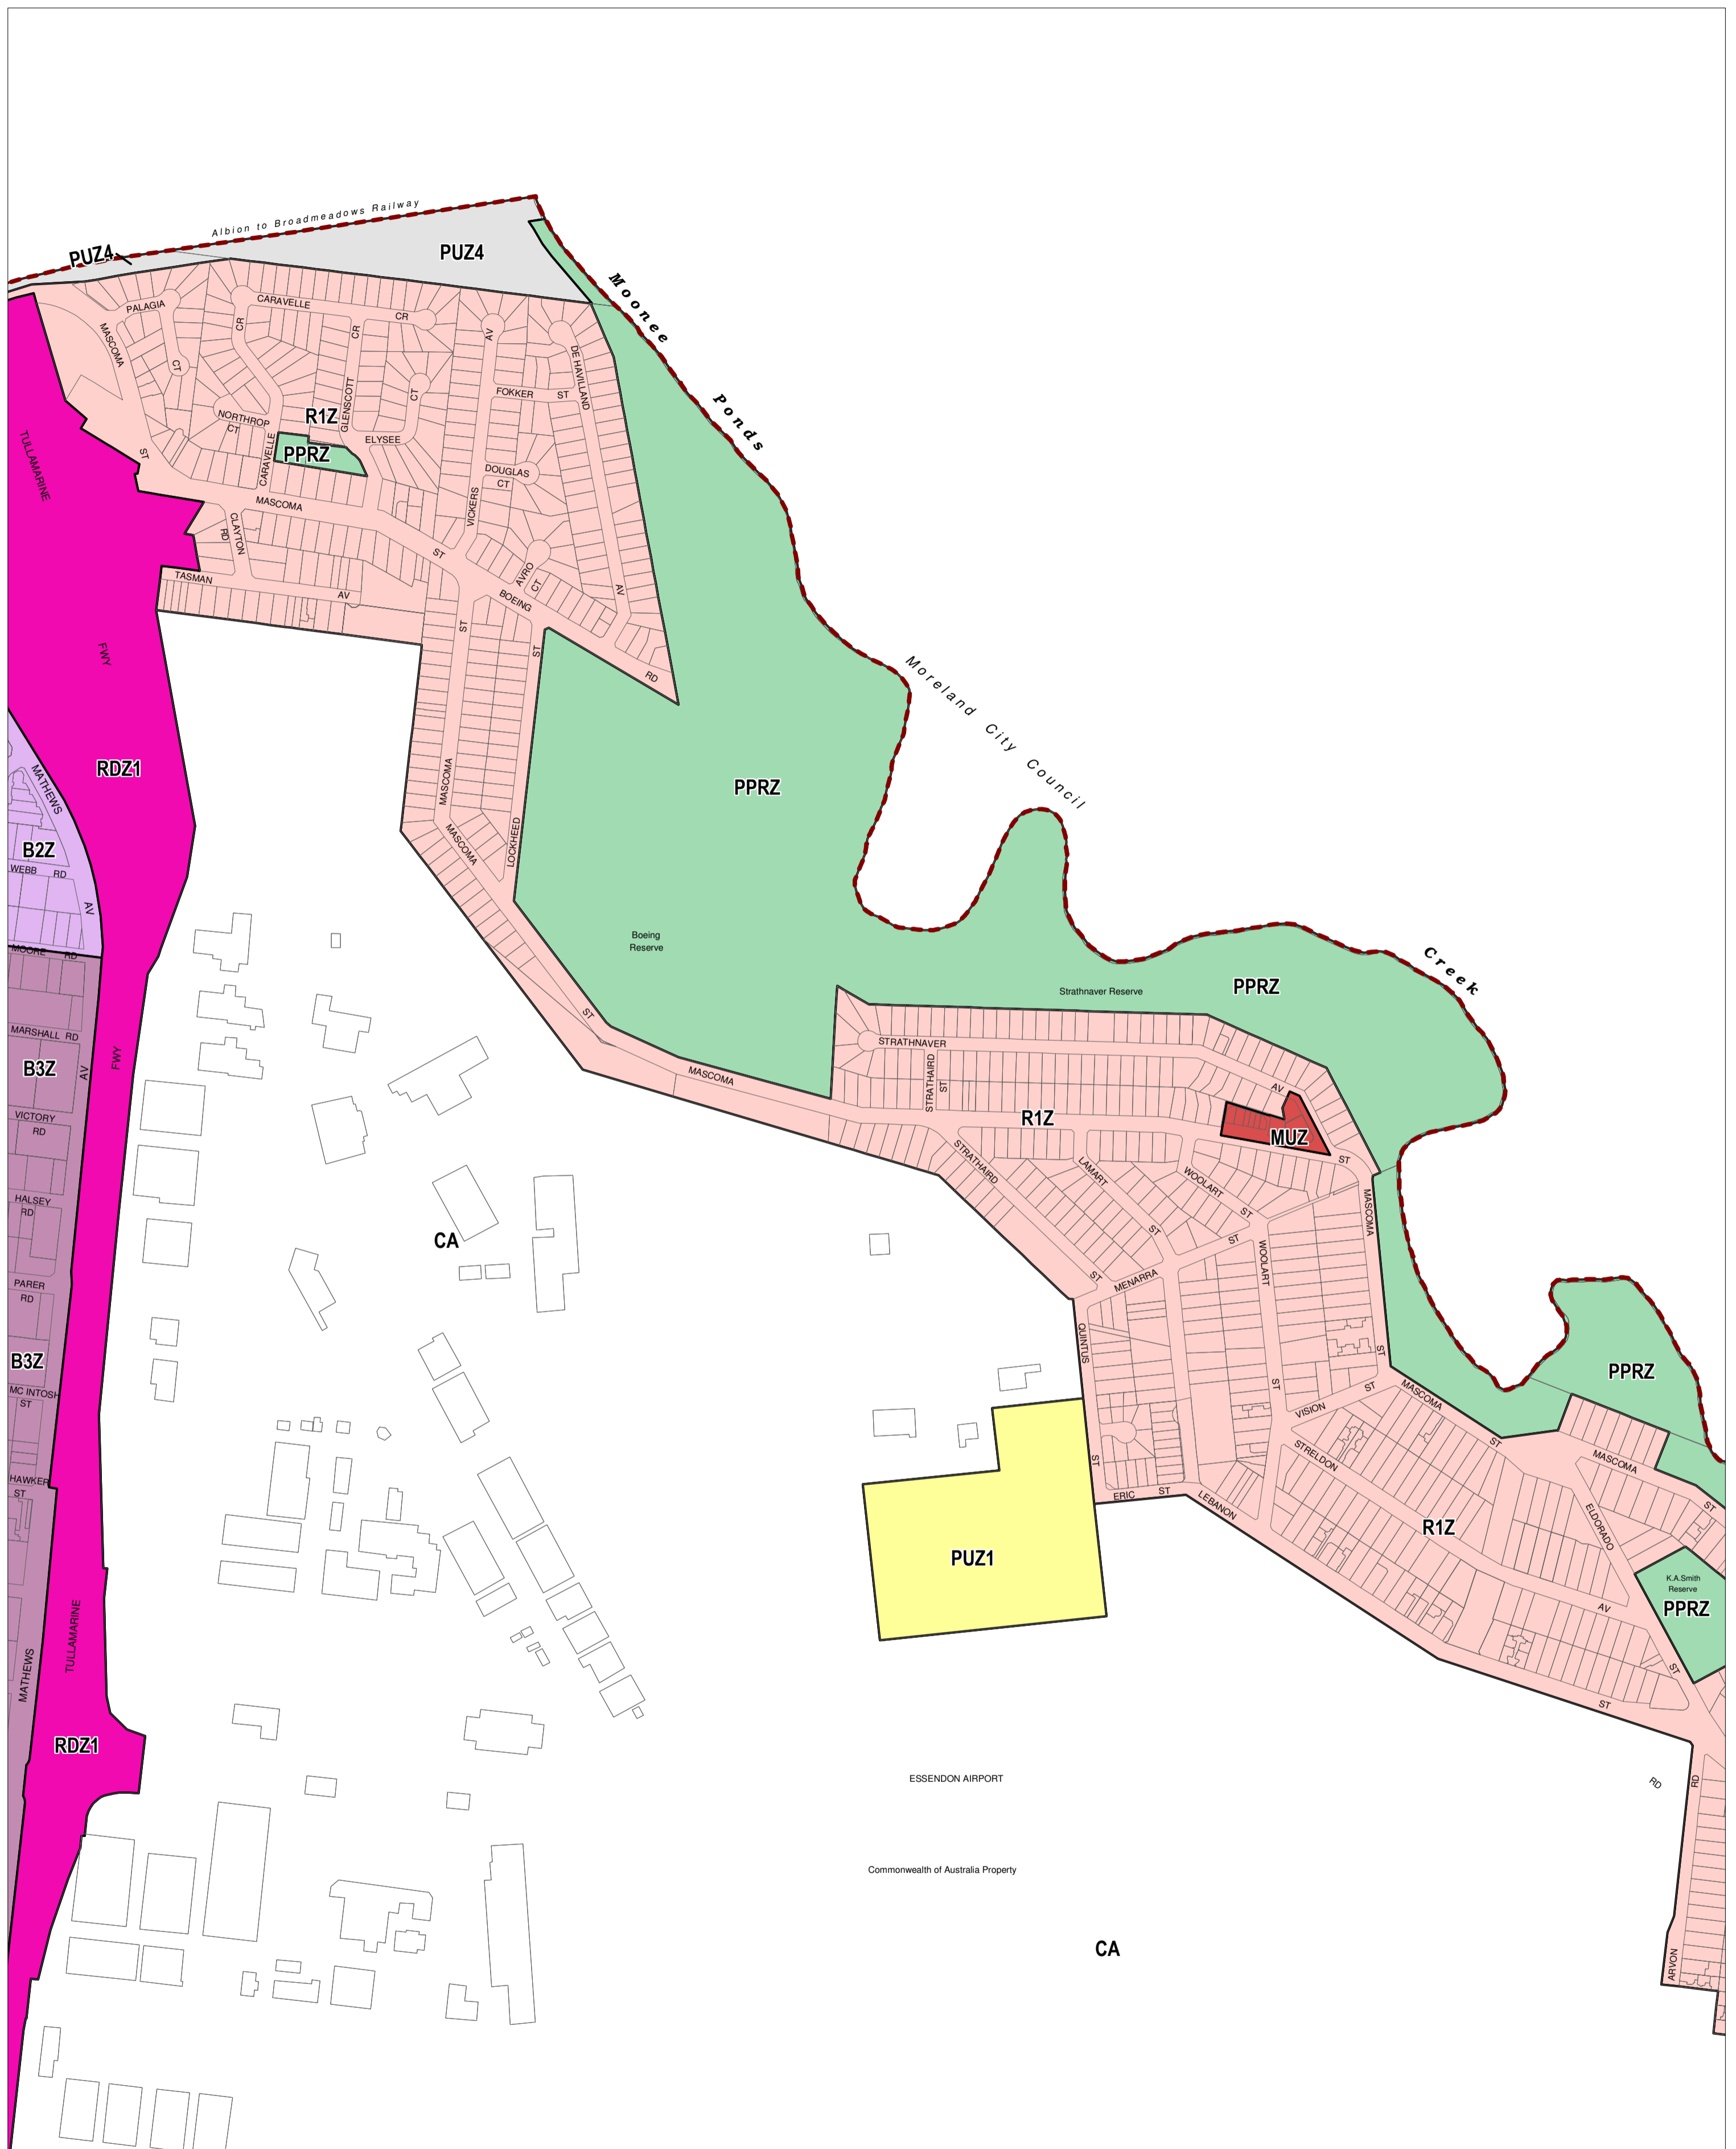 Albion to Broadmeadows Railway
PUZ4
PUZ4
Moonee
Ponds
Creek
Moreland City Council
PALAGIA
CT
MASCOMA
ST
CARAVELLE
CR
CR
CR
GLENSCOTT
CT
AV
DE HAVILLAND
FOKKER ST
NORTHROP
CT
R1Z
CARAVELLE
PPRZ
ELYSEE
DOUGLAS
CT
VICKERS
TULLAMARINE
MASCOMA
ST
CLAYTON
RD
TASMAN
AV
AVRO
CT
BOEING
AV
RD
ST
ST
FWY
RDZ1
MATHEWS
B2Z
WEBB RD
AV
MOORE RD
MASCOMA
MASCOMA
LOCKHEED
PPRZ
Boeing
Reserve
ST
MASCOMA
Strathnaver Reserve
PPRZ
STRATHNAVER
AV
STRATHAIRD
ST
R1Z
MUZ
ST
STRATHAIRD
ST
LAMART
ST
WOOLART
ST
MASCOMA
ST
MENARRA
ST
WOOLART
ST
QUINTUS
ST
VISION
ST
MASCOMA
ST
PPRZ
MASCOMA
ST
STRELDON
AV
ERIC ST
LEBANON
ST
R1Z
ELDORADO
ST
K.A.Smith
Reserve
PPRZ
MARSHALL RD
B3Z
AV
FWY
VICTORY
RD
HALSEY
RD
PARER
RD
B3Z
MC INTOSH
ST
HAWKER
ST
MATHEWS
TULLAMARINE
RDZ1
CA
PUZ1
ESSENDON AIRPORT
Commonwealth of Australia Property
CA
RD
RD
ARVON